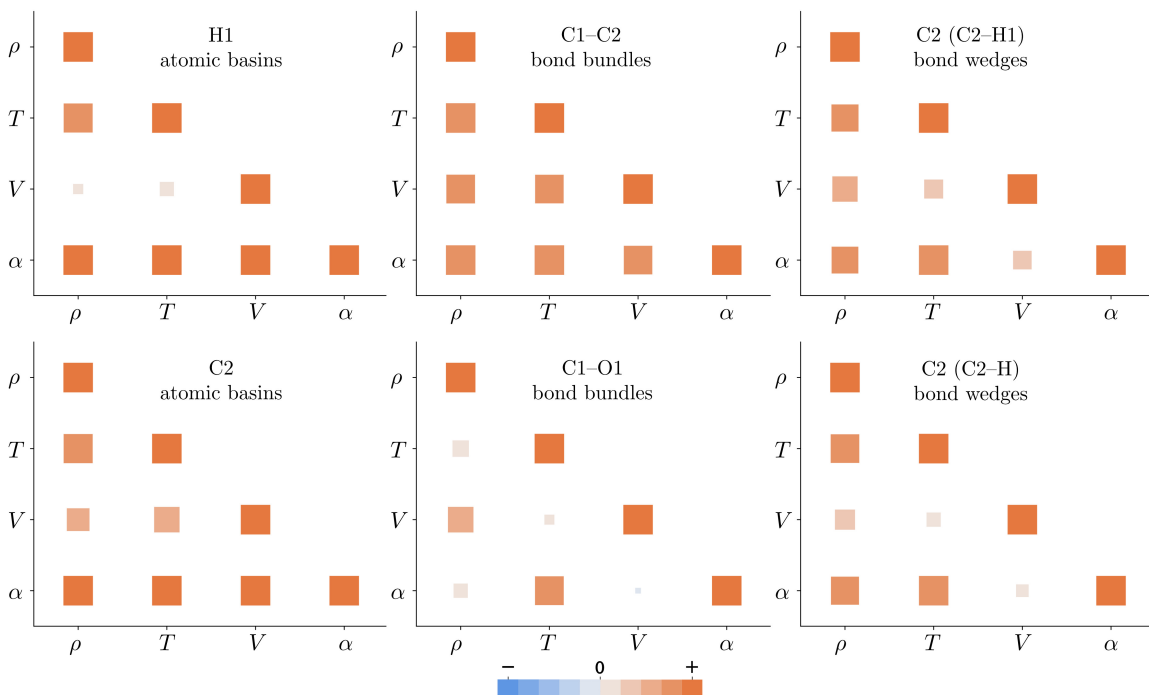 H1
atomic basins
ρ
T
V
α
ρ T V α
C1–C2
bond bundles
ρ T V α
C2 (C2–H1)
bond wedges
ρ T V α
C2
atomic basins
ρ
T
V
α
ρ T V α
C1–O1
bond bundles
ρ
T
V
α
ρ T V α
C2 (C2–H)
bond wedges
ρ
T
V
α
ρ T V α
− 0 +